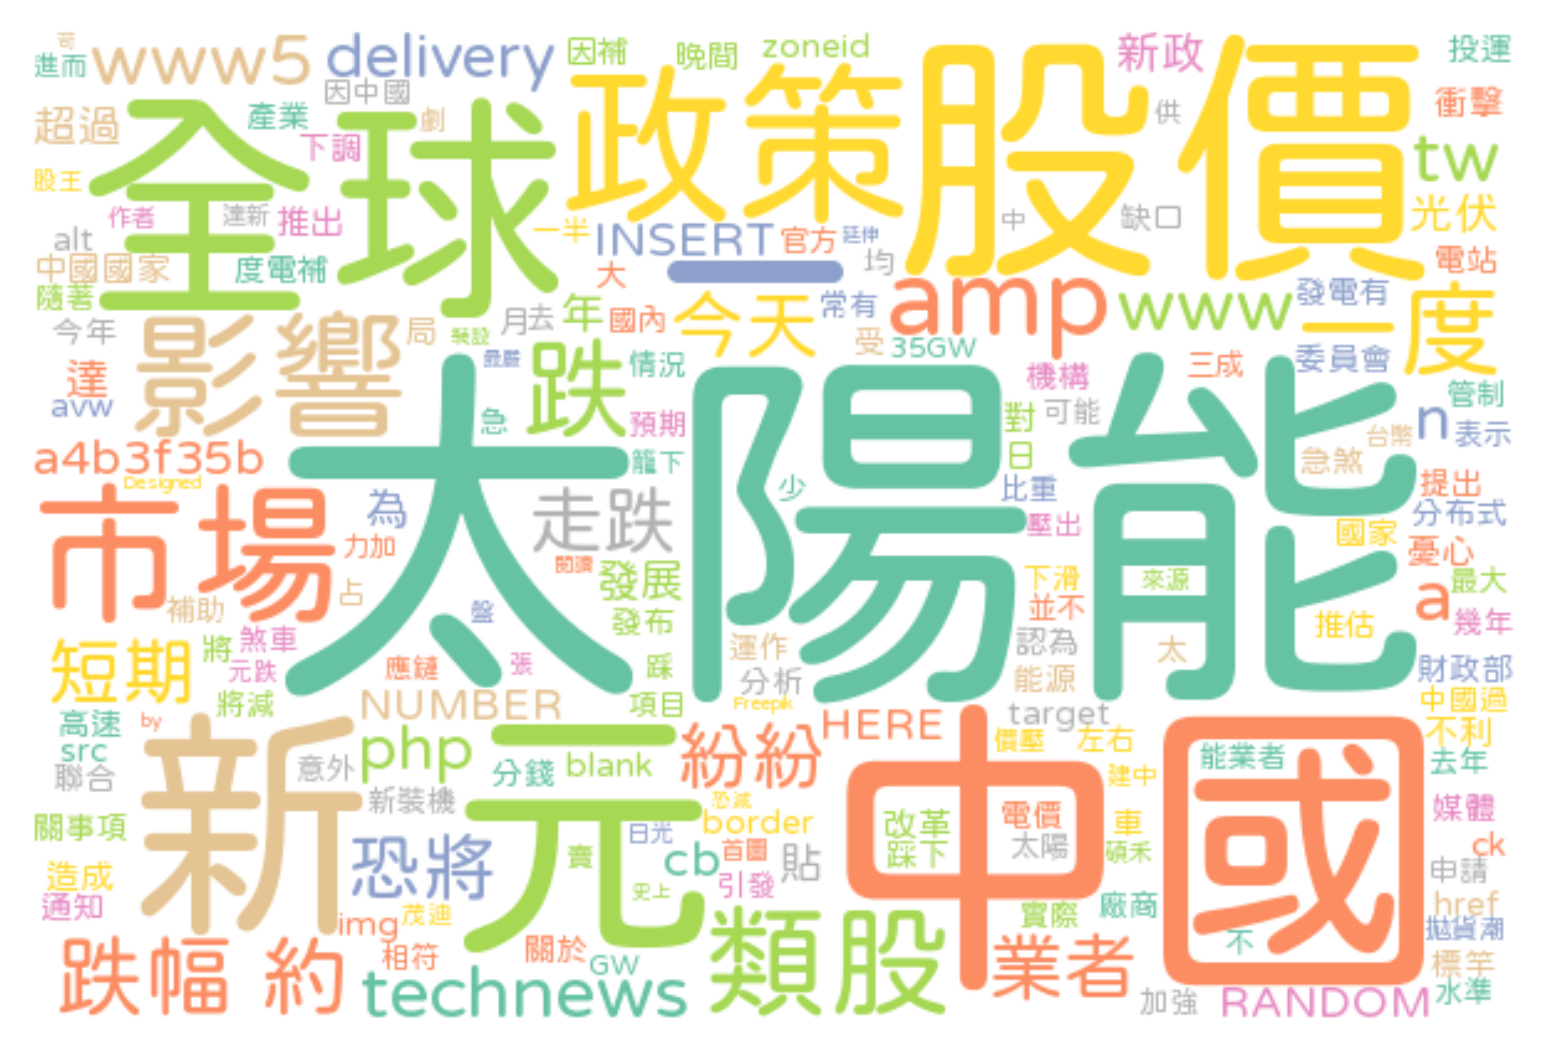 苛
進而
www5
delivery
因補
晚間
zoneid
新政
投運
因中國
超過
產業
劇
下調
全球
政策
股價
供
衝擊
tw
股王
作者
達新
推出
一半
中
缺口
光伏
alt
INSERT
官方
延伸
均
中國國家
度電補
大
電站
隨著
今年
影響
局
裝設
月
去
年
國內
今天
常有
amp
www
發電有
一
度
受
35GW
委員會
達
最嚴
跌
情況
機構
三成
管制
avw
急
預期
對
可能
n
台幣
表示
a4b3f35b
Designed
籠下
日
急煞
提出
市場
為
走跌
太陽能
少
比重
分布式
壓出
國家
憂心
力加
閱讀
發展
下滑
來源
最大
補助
占
盤
發布
並不
a
幾年
推估
短期
將
煞車
運作
認為
太
元跌
應鏈
張
踩
分析
能源
財政部
將減
NUMBER
項目
Freepik
target
中國過
高速
by
HERE
不利
src
新
php
元
紛紛
中國
價壓
左右
能業者
去年
聯合
意外
分錢
blank
建中
新裝機
恐減
border
改革
電價
車
媒體
關事項
日光
踩下
太陽
碩禾
恐將
賣
cb
首圖
貼
ck
造成
史上
引發
申請
通知
img
茂迪
類股
實際
廠商
href
拋貨潮
相符
關於
GW
業者
不
標竿
跌幅
約
technews
加強
RANDOM
水準